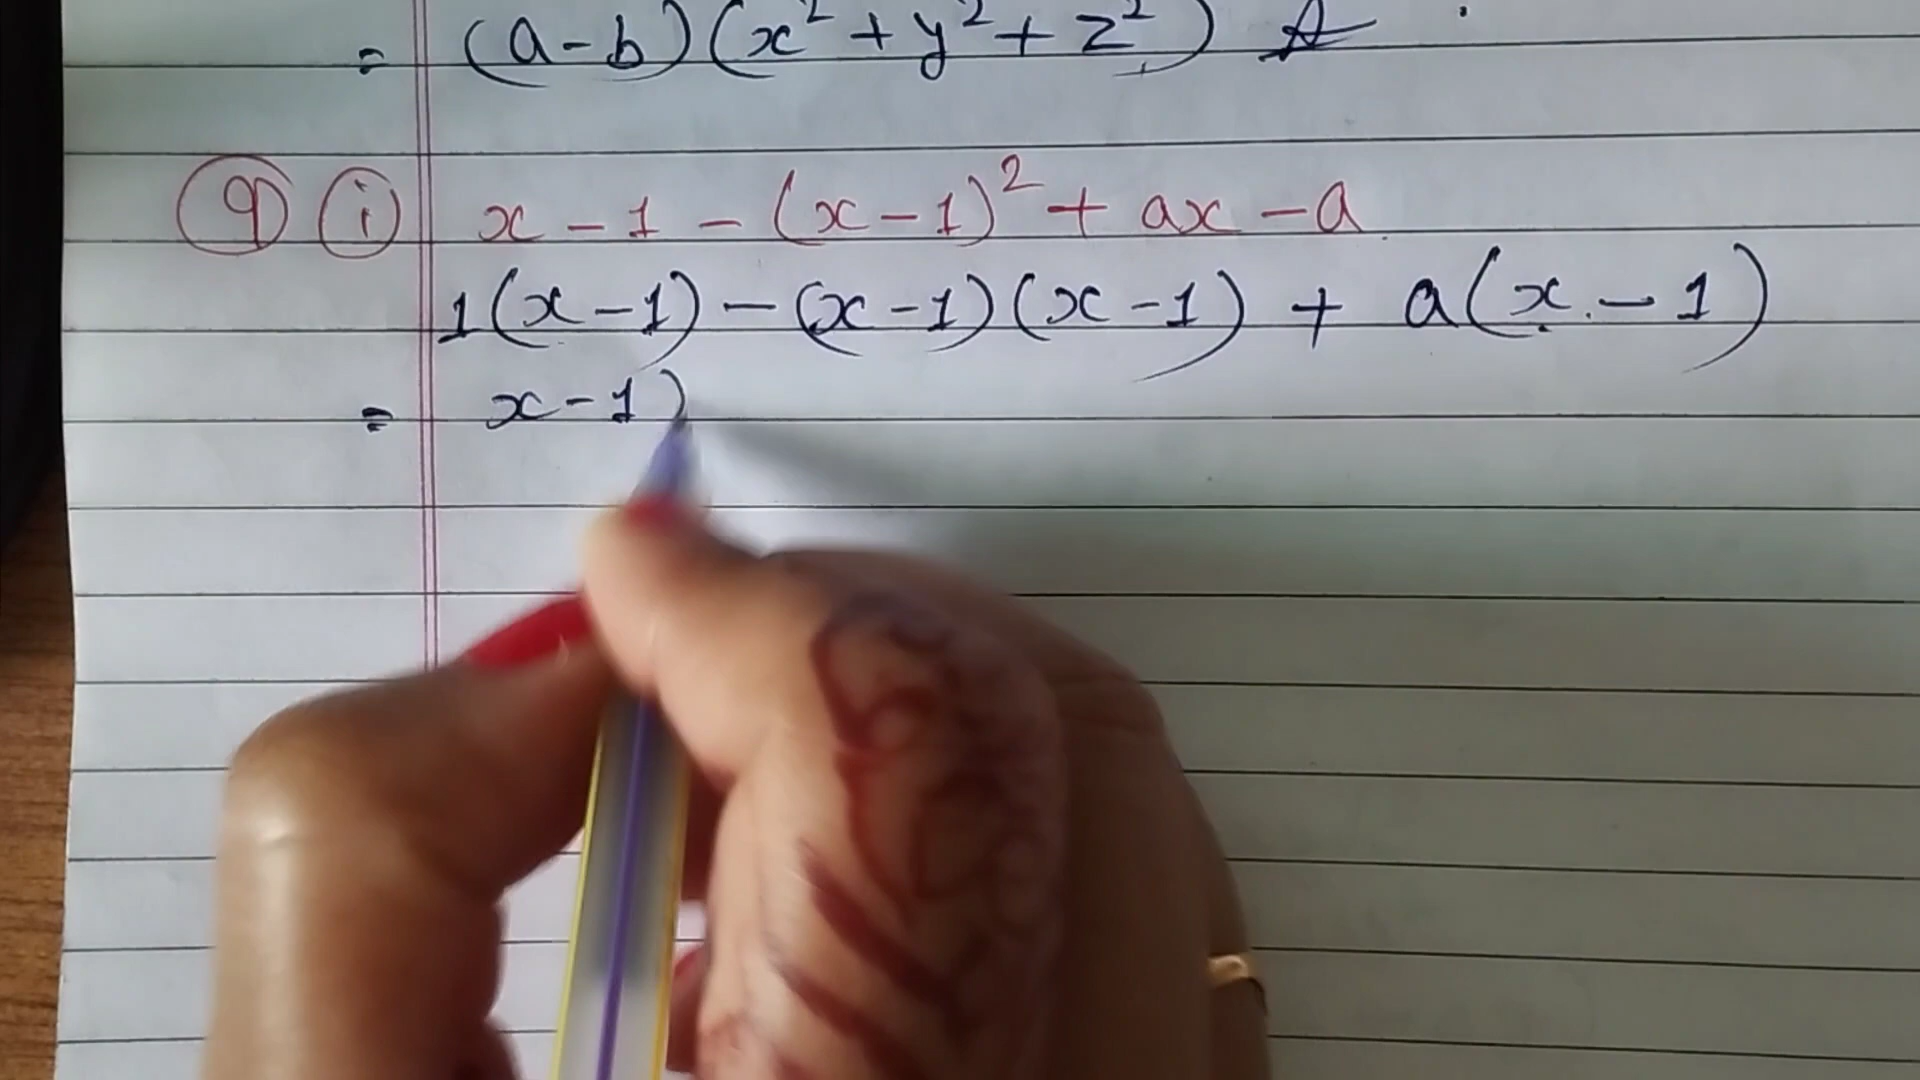 = (a-b)(x²+y²+z²) A
9 i x-1-(x-1)²+ax-a
1(x-1)-(x-1)(x-1)+a(x-1)
= x-1)